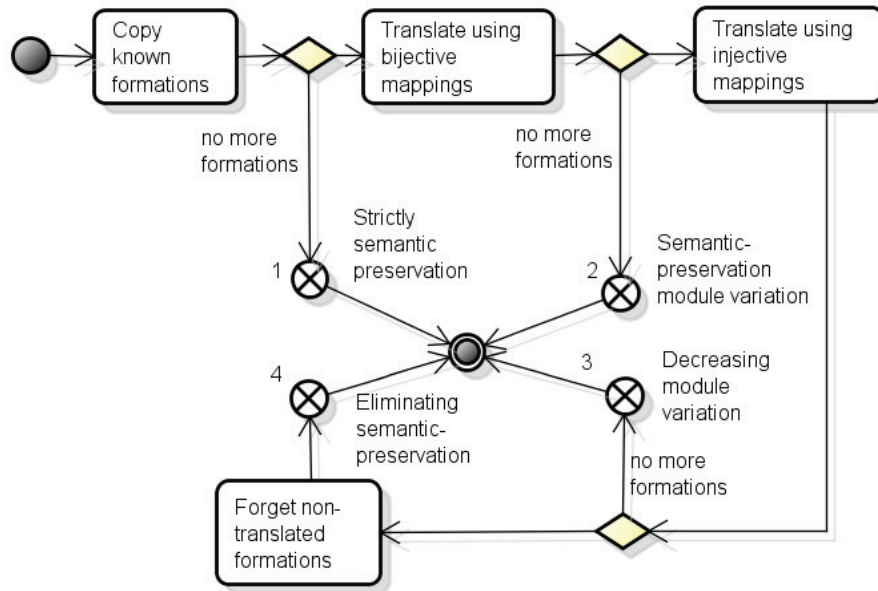 Copy
known
formations
Translate using
bijective
mappings
Translate using
injective
mappings
no more
formations
no more
formations
1
Strictly
semantic
preservation
2
Semantic-
preservation
module variation
4
Eliminating
semantic-
preservation
3
Decreasing
module
variation
no more
formations
Forget non-
translated
formations